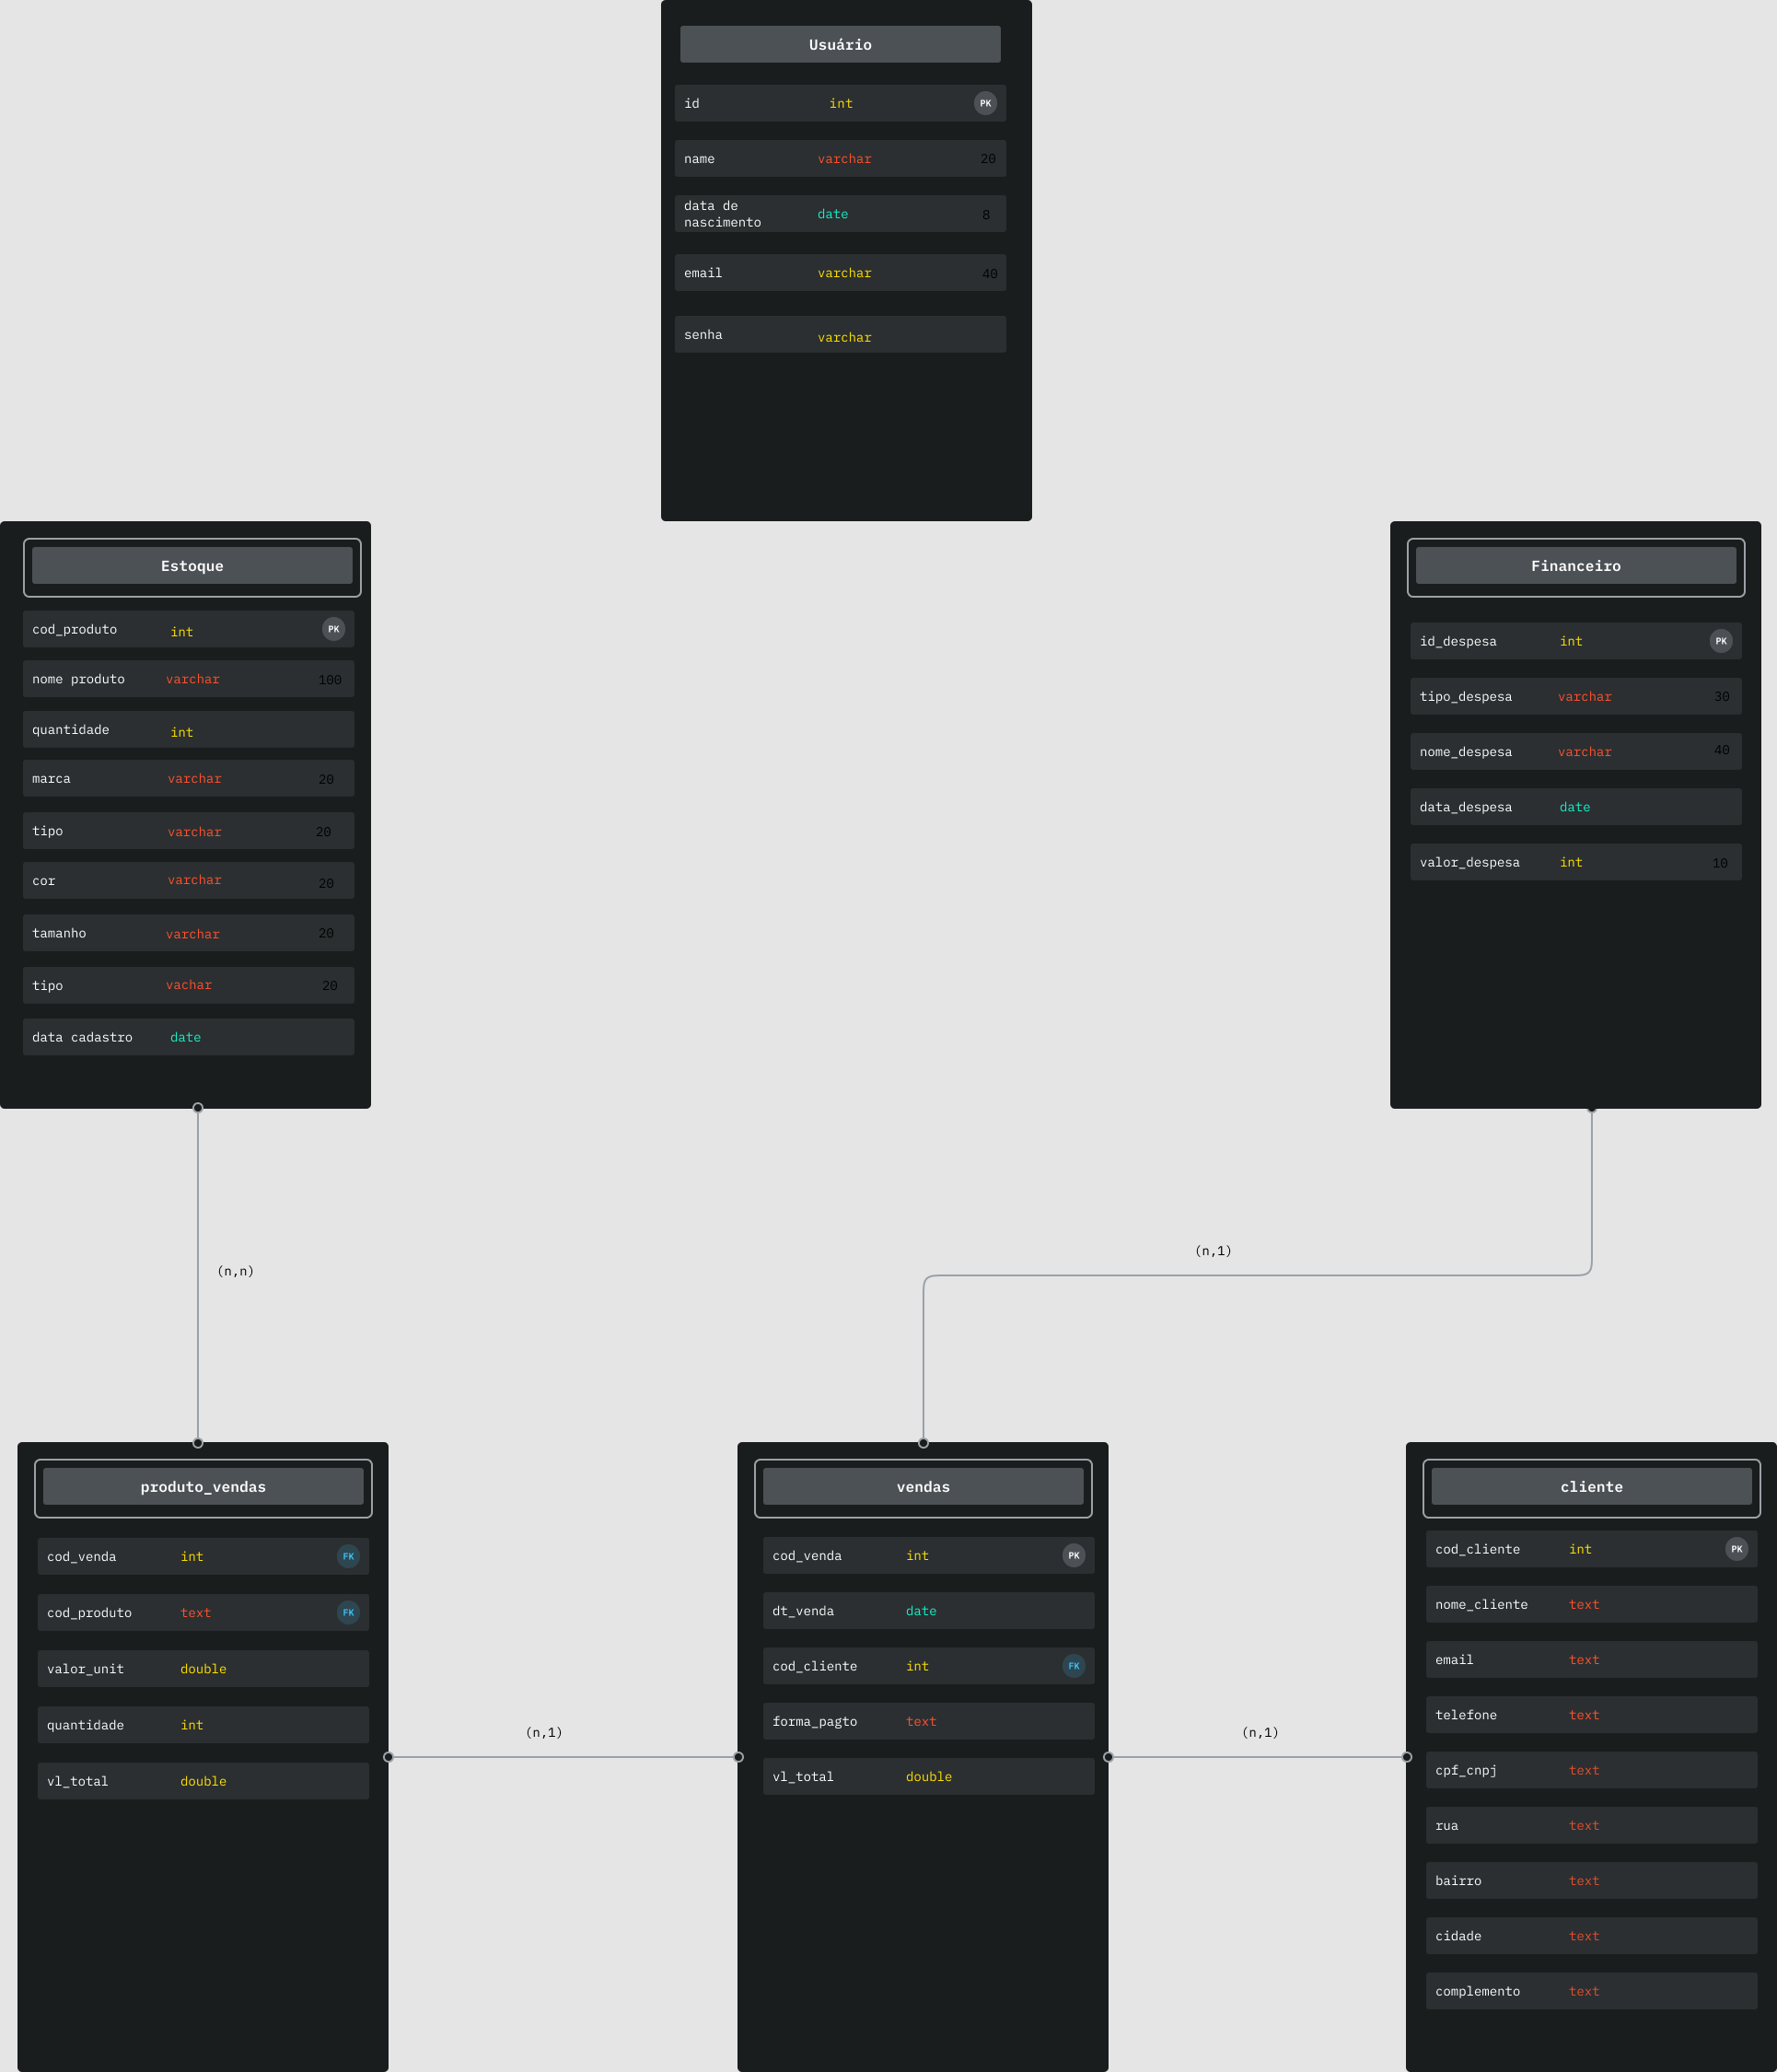 Usuário
id int PK
name varchar 20
data de
nascimento date 8
email varchar 40
senha varchar
Estoque
cod_produto int PK
nome produto varchar 100
quantidade int
marca varchar 20
tipo varchar 20
cor varchar 20
tamanho varchar 20
tipo vachar 20
data cadastro date
Financeiro
id_despesa int PK
tipo_despesa varchar 30
nome_despesa varchar 40
data_despesa date
valor_despesa int 10
(n,n)
(n,1)
produto_vendas
cod_venda int FK
cod_produto text FK
valor_unit double
quantidade int
vl_total double
(n,1)
vendas
cod_venda int PK
dt_venda date
cod_cliente int FK
forma_pagto text
vl_total double
(n,1)
cliente
cod_cliente int PK
nome_cliente text
email text
telefone text
cpf_cnpj text
rua text
bairro text
cidade text
complemento text